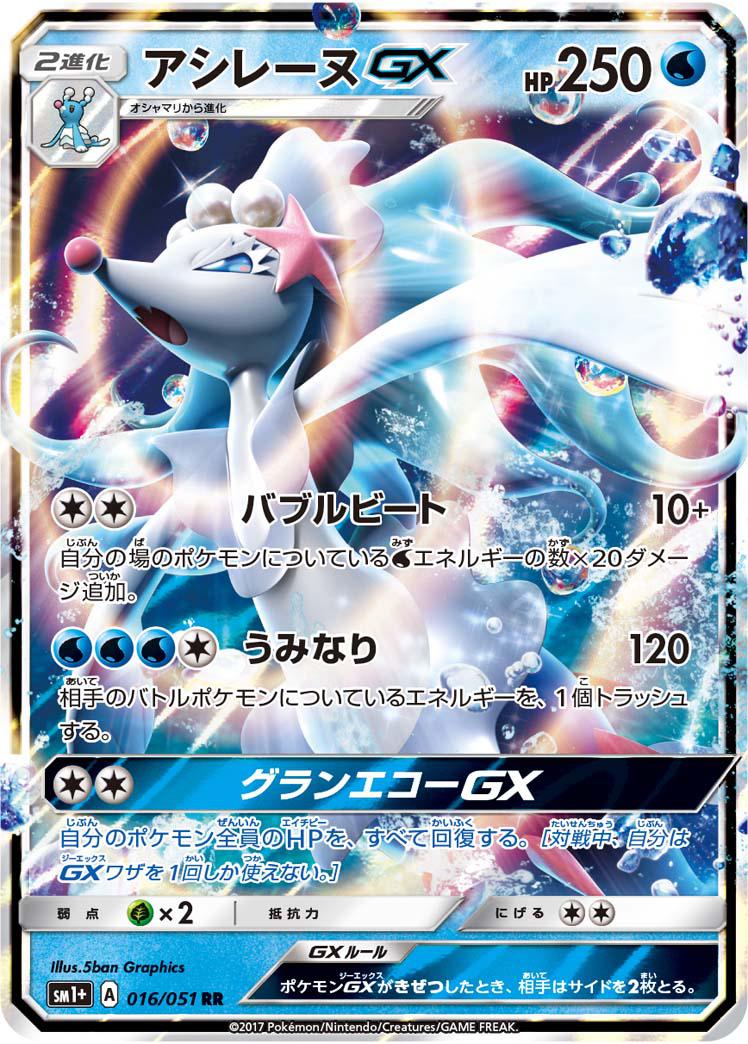 2進化
アシレーヌGX
HP250
オシャマリから進化
バブルビート 10+
自分の場のポケモンについているエネルギーの数×20ダメー
ジ追加。
うみなり 120
相手のバトルポケモンについているエネルギーを、1個トラッシュ
する。
グランエコーGX
自分のポケモン全員のHPを、すべて回復する。[対戦中、自分は
GXワザを1回しか使えない。]
弱点 ×2 抵抗力 にげる
GXルール
ポケモンGXがきぜつしたとき、相手はサイドを2枚とる。
Illus.5ban Graphics
SM1+ A 016/051 RR
©2017 Pokémon/Nintendo/Creatures/GAME FREAK.